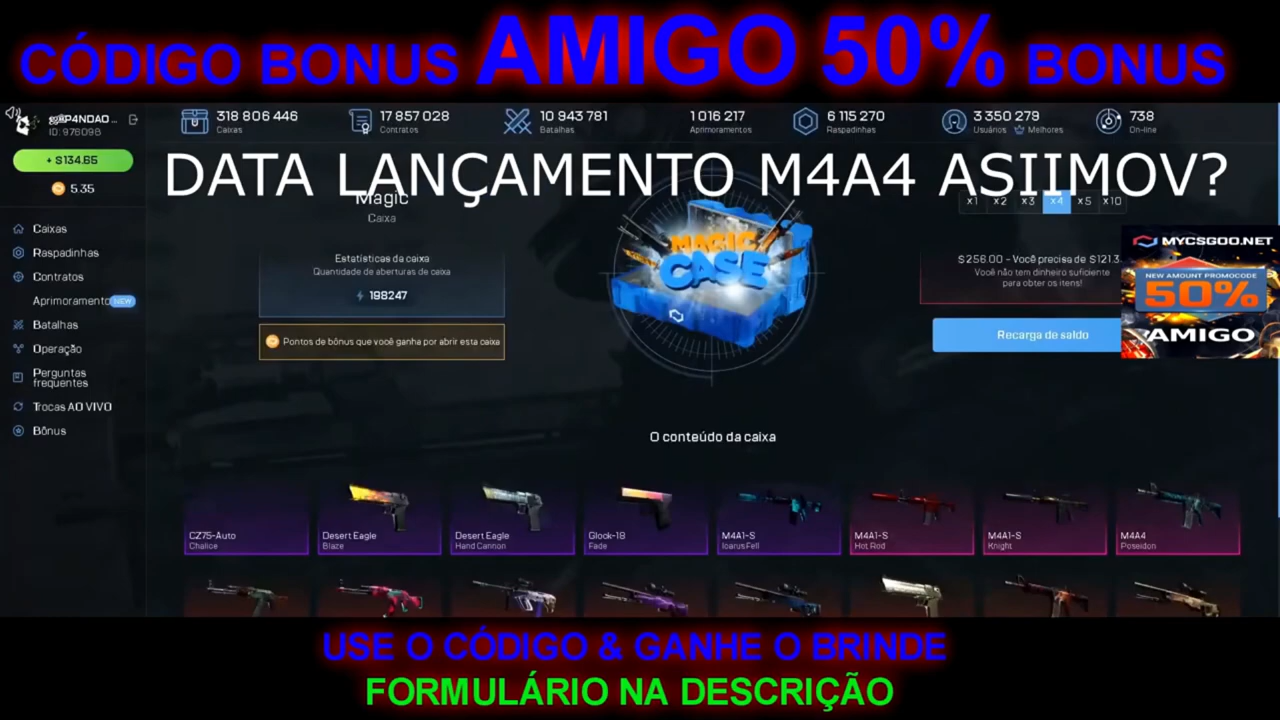 CÓDIGO BONUS AMIGO 50% BONUS
318 806 446
Caixas
17 857 028
Contratos
10 943 781
Batalhas
1 016 217
Aprimoramentos
6 115 270
Raspadinhas
3 350 279
Usuários Melhores
738
On-line
ID: 978098
+ $134.65
5.35
DATA LANÇAMENTO M4A4 ASIIMOV?
Magic
Caixa
x1 x2 x3 x4 x5 x10
Caixas
Raspadinhas
Contratos
Aprimoramento NEW
Batalhas
Operação
Perguntas
frequentes
Trocas AO VIVO
Bônus
Estatísticas da caixa
Quantidade de aberturas de caixa
198247
Pontos de bônus que você ganha por abrir esta caixa
MAGIC
CASE
$256.00 - Você precisa de $121.3
Você não tem dinheiro suficiente
para obter os itens!
Recarga de saldo
MYCSGOO.NET
NEW AMOUNT PROMOCODE
50%
AMIGO
O conteúdo da caixa
CZ75-Auto
Chalice
Desert Eagle
Blaze
Desert Eagle
Hand Cannon
Glock-18
Fade
M4A1-S
Icarus Fell
M4A1-S
Hot Rod
M4A1-S
Knight
M4A4
Poseidon
USE O CÓDIGO & GANHE O BRINDE
FORMULÁRIO NA DESCRIÇÃO